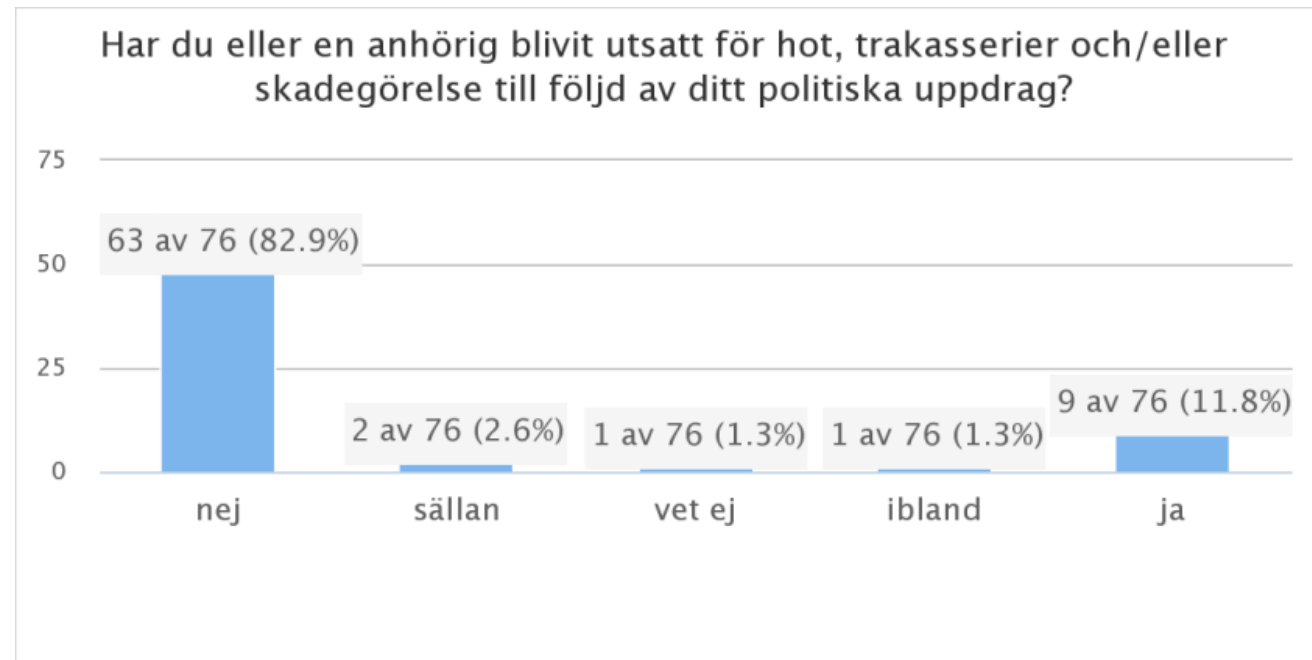 Har du eller en anhörig blivit utsatt för hot, trakasserier och/eller
skadegörelse till följd av ditt politiska uppdrag?
75
50
25
0
63 av 76 (82.9%)
2 av 76 (2.6%)
1 av 76 (1.3%)
1 av 76 (1.3%)
9 av 76 (11.8%)
nej
sällan
vet ej
ibland
ja